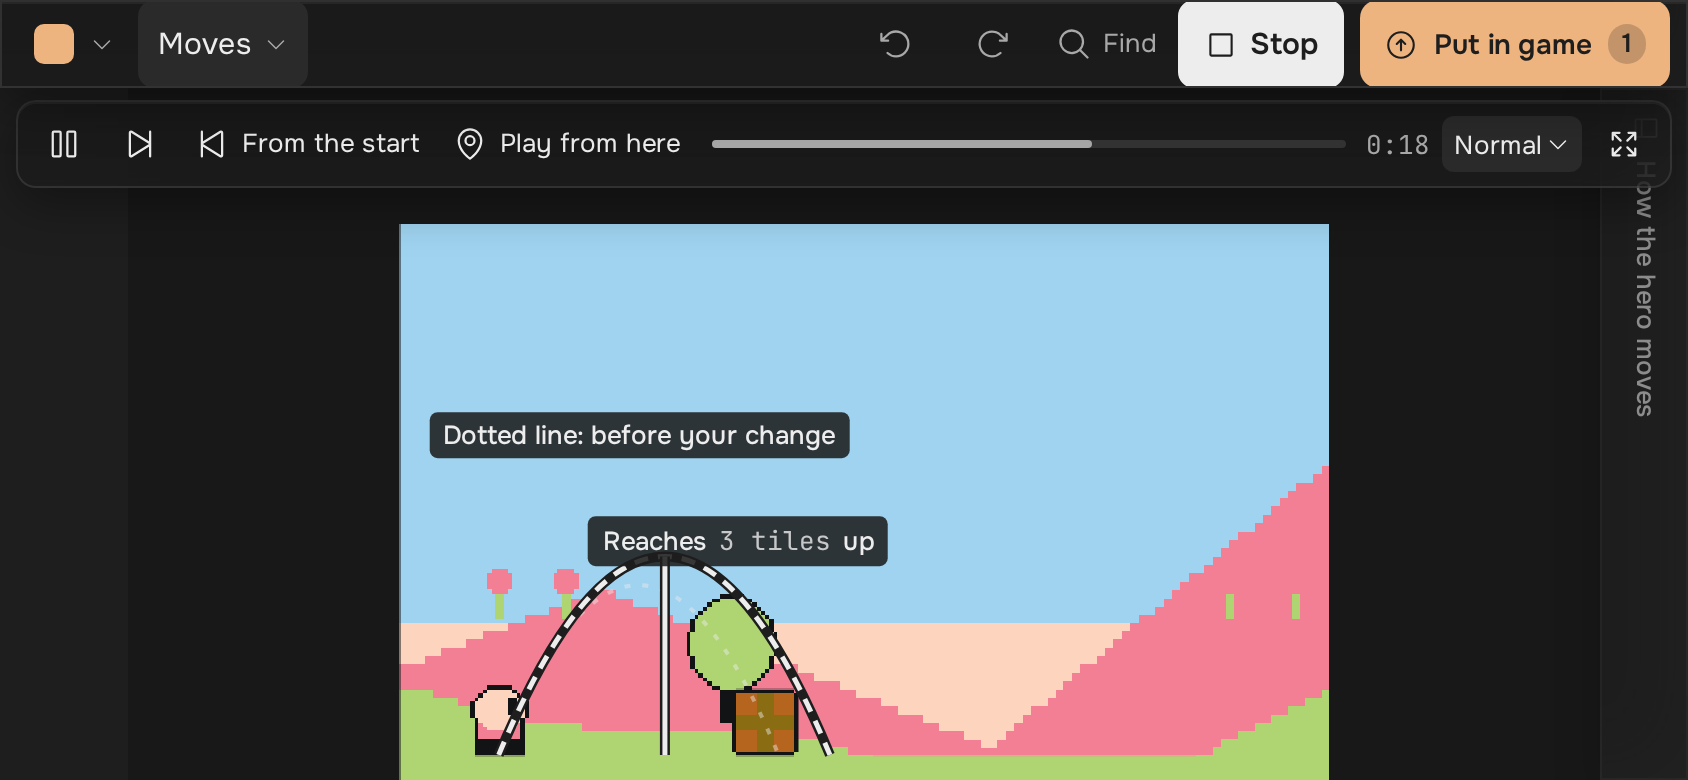 Moves
Find
Stop
Put in game 1
From the start
Play from here
0:18
Normal
How the hero moves
Dotted line: before your change
Reaches 3 tiles up